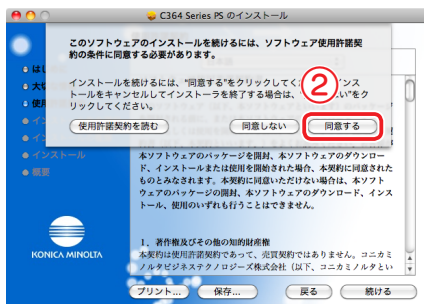 C364 Series PS のインストール
このソフトウェアのインストールを続けるには、ソフトウェア使用許諾契
約の条件に同意する必要があります。
インストールを続けるには、"同意する"をクリックしてく
インス
トールをキャンセルしてインストーラを終了する場合は、
い"をク
リックしてください。
②
使用許諾契約を読む
同意しない
同意する
はし
大
使用
イン
イン
インストール
概要
本ソフトウェアのパッケージを開封、本ソフトウェアのダウンロー
ド、インストールまたは使用を開始された場合、本契約に同意された
ものとみなされます。本契約に同意いただけない場合は、本ソフト
ウェアのパッケージの開封、本ソフトウェアのダウンロード、インス
トール、使用のいずれも行うことはできません。
1. 著作権及びその他の知的財産権
本契約は使用許諾契約であって、売買契約ではありません。コニカミ
ノルタビジネステクノロジーズ株式会社（以下、コニカミノルタとい
KONICA MINOLTA
プリント...
保存...
戻る
続ける